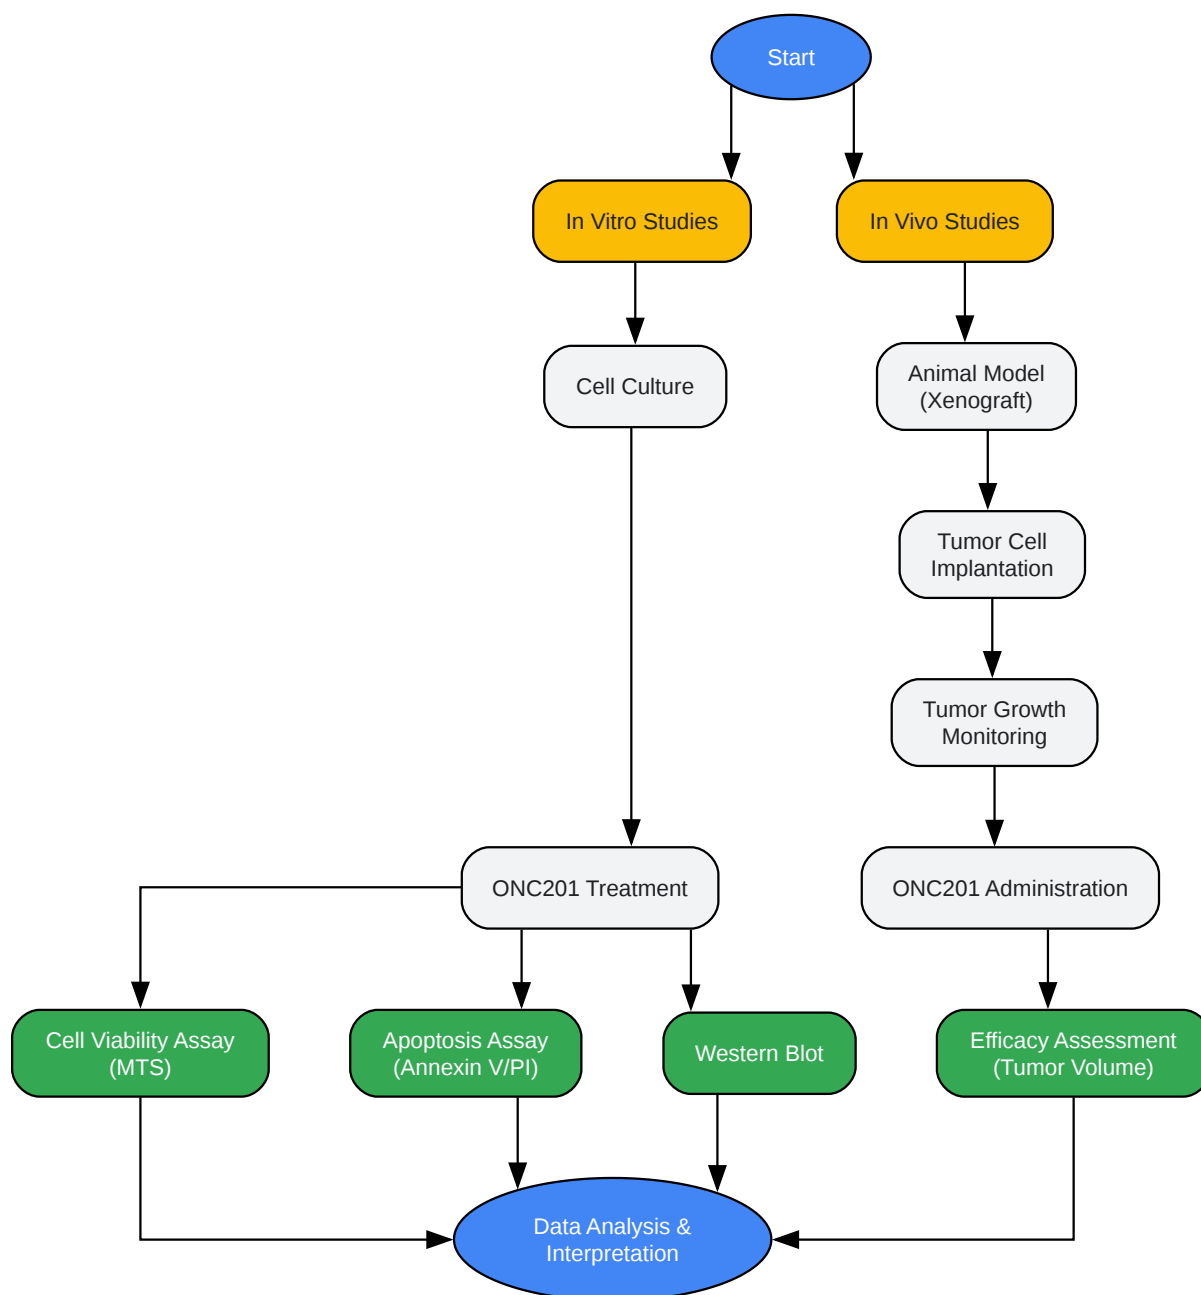 Start
In Vitro Studies
In Vivo Studies
Cell Culture
Animal Model
(Xenograft)
Tumor Cell
Implantation
Tumor Growth
Monitoring
ONC201 Treatment
ONC201 Administration
Cell Viability Assay
(MTS)
Apoptosis Assay
(Annexin V/PI)
Western Blot
Efficacy Assessment
(Tumor Volume)
Data Analysis &
Interpretation